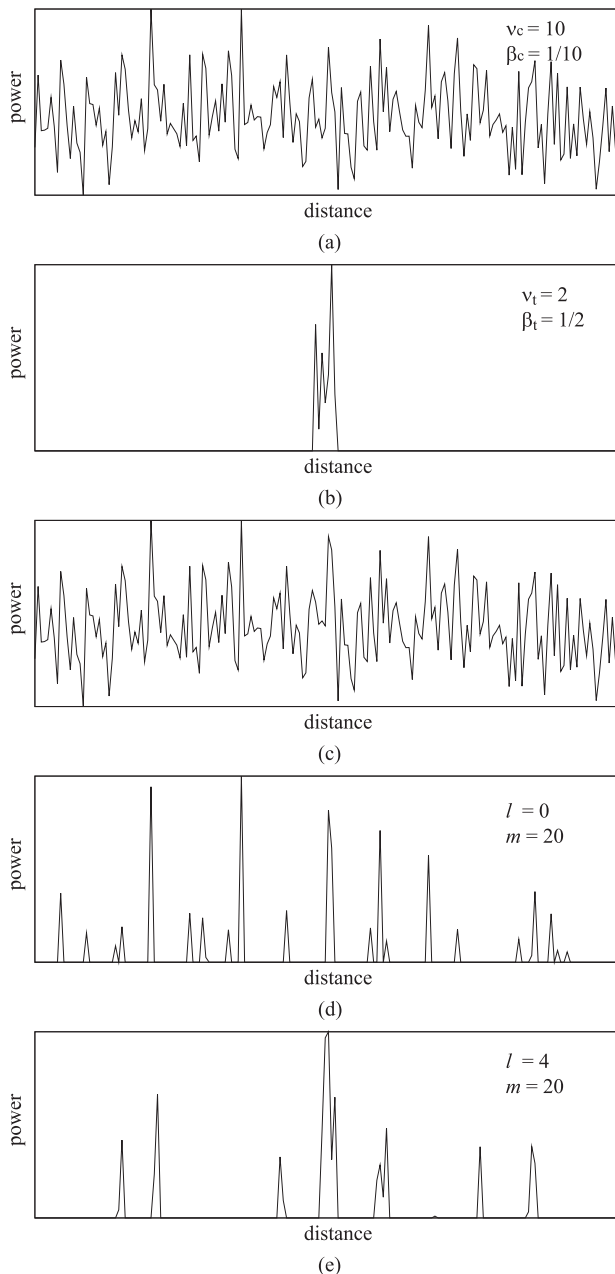 νc = 10
βc = 1/10
power
distance
(a)
νt = 2
βt = 1/2
power
distance
(b)
power
distance
(c)
l = 0
m = 20
power
distance
(d)
l = 4
m = 20
power
distance
(e)